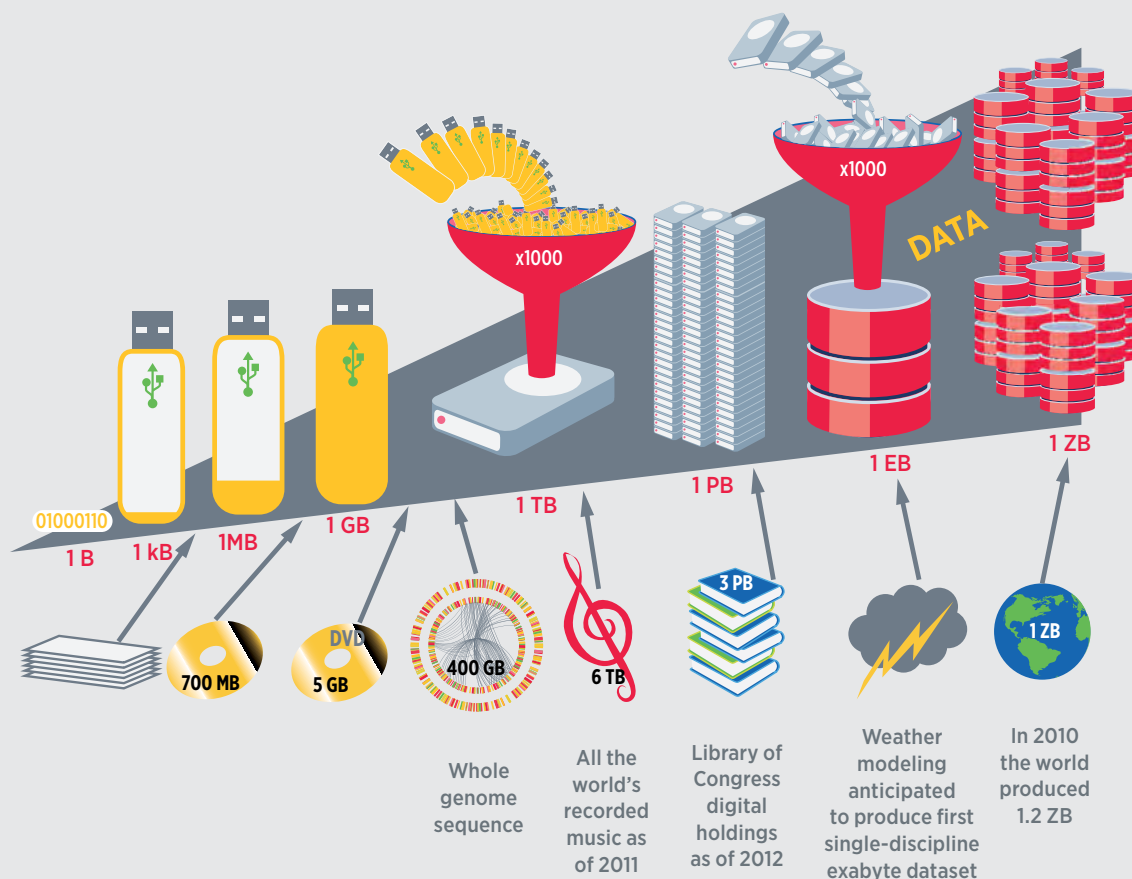 x1000
x1000
DATA
01000110
1 B
1 kB
1MB
1 GB
1 TB
1 PB
1 EB
1 ZB
700 MB
DVD
5 GB
400 GB
6 TB
3 PB
1 ZB
Whole
genome
sequence
All the
world's
recorded
music as
of 2011
Library of
Congress
digital
holdings
as of 2012
Weather
modeling
anticipated
to produce first
single-discipline
exabyte dataset
In 2010
the world
produced
1.2 ZB